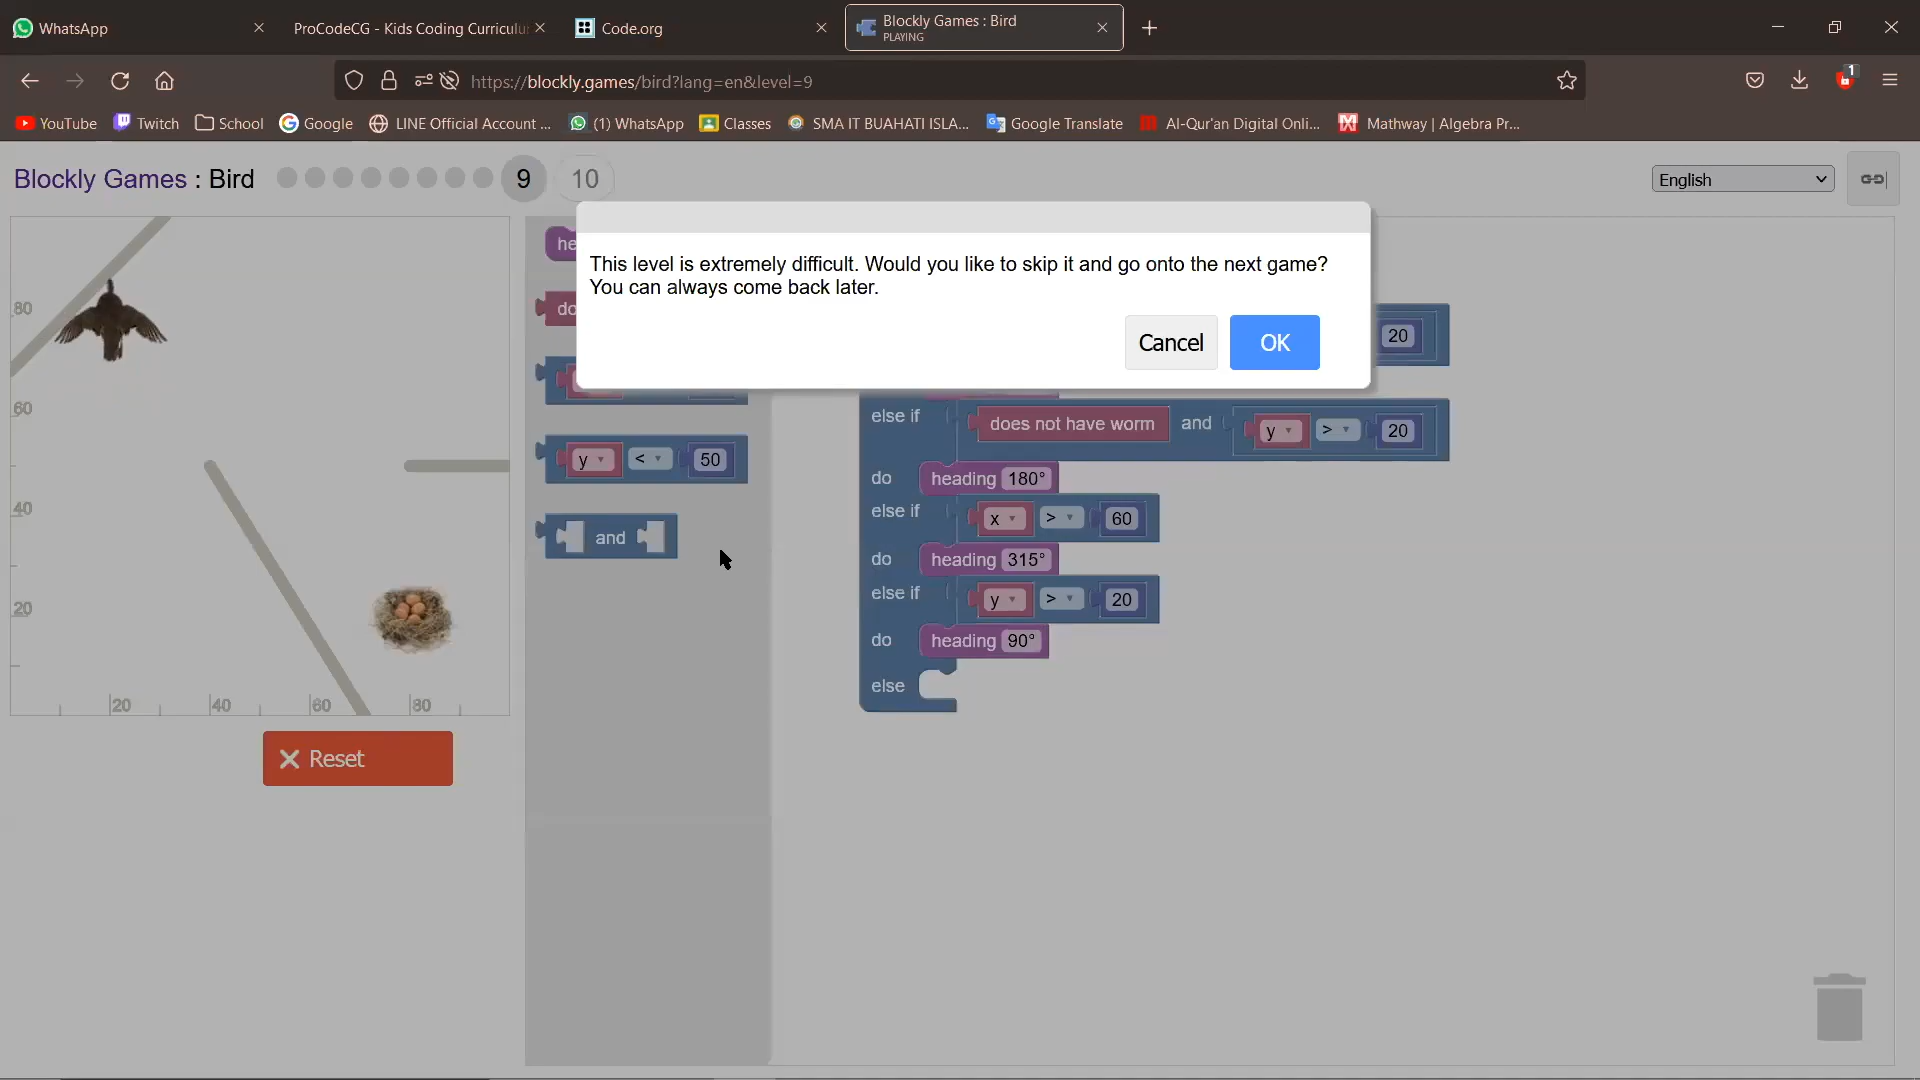 WhatsApp
ProCodeCG - Kids Coding Curriculu
Code.org
Blockly Games : Bird
PLAYING
https://blockly.games/bird?lang=en&level=9
1
YouTube
Twitch
School
Google
LINE Official Account ...
(1) WhatsApp
Classes
SMA IT BUAHATI ISLA...
Google Translate
Al-Qur'an Digital Onli...
Mathway | Algebra Pr...
Blockly Games : Bird
9
10
English
This level is extremely difficult. Would you like to skip it and go onto the next game?
You can always come back later.
Cancel
OK
80
60
40
20
20
40
60
80
Reset
he
do
y < 50
and
20
else if does not have worm and y > 20
do heading 180°
else if x > 60
do heading 315°
else if y > 20
do heading 90°
else